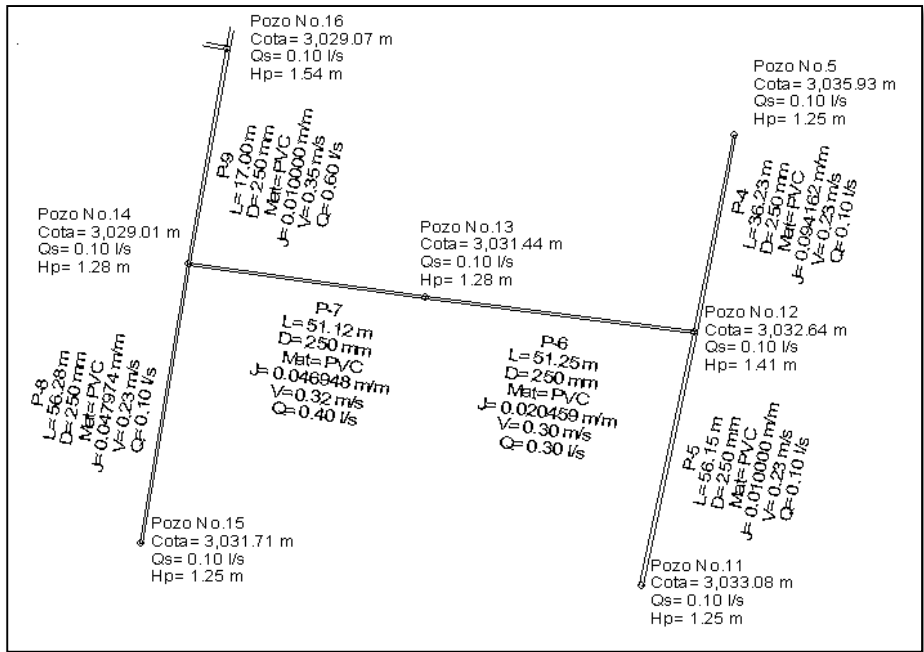 Pozo No.16
Cota= 3,029.07 m
Qs= 0.10 l/s
Hp= 1.54 m
Pozo No.5
Cota= 3,035.93 m
Qs= 0.10 l/s
Hp= 1.25 m
P-9
L= 17.00 m
D= 250 mm
Mat= PVC
J= 0.010000 m/m
V= 0.35 m/s
Q= 0.60 l/s
P-4
L= 36.23 m
D= 250 mm
Mat= PVC
J= 0.094162 m/m
V= 0.23 m/s
Q= 0.10 l/s
Pozo No.14
Cota= 3,029.01 m
Qs= 0.10 l/s
Hp= 1.28 m
Pozo No.13
Cota= 3,031.44 m
Qs= 0.10 l/s
Hp= 1.28 m
Pozo No.12
Cota= 3,032.64 m
Qs= 0.10 l/s
Hp= 1.41 m
P-7
L= 51.12 m
D= 250 mm
Mat= PVC
J= 0.046948 m/m
V= 0.32 m/s
Q= 0.40 l/s
P-6
L= 51.25 m
D= 250 mm
Mat= PVC
J= 0.020459 m/m
V= 0.30 m/s
Q= 0.30 l/s
P-8
L= 56.28 m
D= 250 mm
Mat= PVC
J= 0.047974 m/m
V= 0.23 m/s
Q= 0.10 l/s
P-5
L= 56.15 m
D= 250 mm
Mat= PVC
J= 0.010000 m/m
V= 0.23 m/s
Q= 0.10 l/s
Pozo No.15
Cota= 3,031.71 m
Qs= 0.10 l/s
Hp= 1.25 m
Pozo No.11
Cota= 3,033.08 m
Qs= 0.10 l/s
Hp= 1.25 m